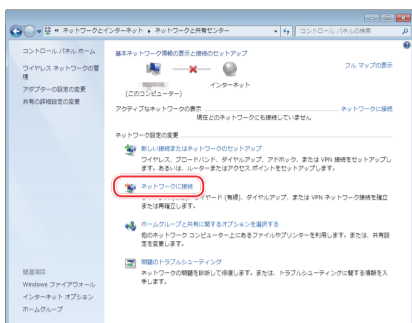 ネットワークとインターネット ▸ ネットワークと共有センター
コントロール パネルの検索
コントロール パネル ホーム
ワイヤレス ネットワークの管理
アダプターの設定の変更
共有の詳細設定の変更
基本ネットワーク情報の表示と接続のセットアップ
フル マップの表示
(このコンピューター)
インターネット
アクティブなネットワークの表示
ネットワークに接続
現在どのネットワークにも接続していません
ネットワーク設定の変更
新しい接続またはネットワークのセットアップ
ワイヤレス、ブロードバンド、ダイヤルアップ、アドホック、または VPN 接続をセットアップし
ます。あるいは、ルーターまたはアクセス ポイントをセットアップします。
ネットワークに接続
イヤード (有線)、ダイヤルアップ、または VPN ネットワーク接続を確立
または再確立します。
ホームグループと共有に関するオプションを選択する
他のネットワーク コンピューター上にあるファイルやプリンターを利用します。または、共有設
定を変更します。
問題のトラブルシューティング
ネットワークの問題を診断して修復します。または、トラブルシューティングに関する情報を入
手します。
関連項目
Windows ファイアウォール
インターネット オプション
ホームグループ